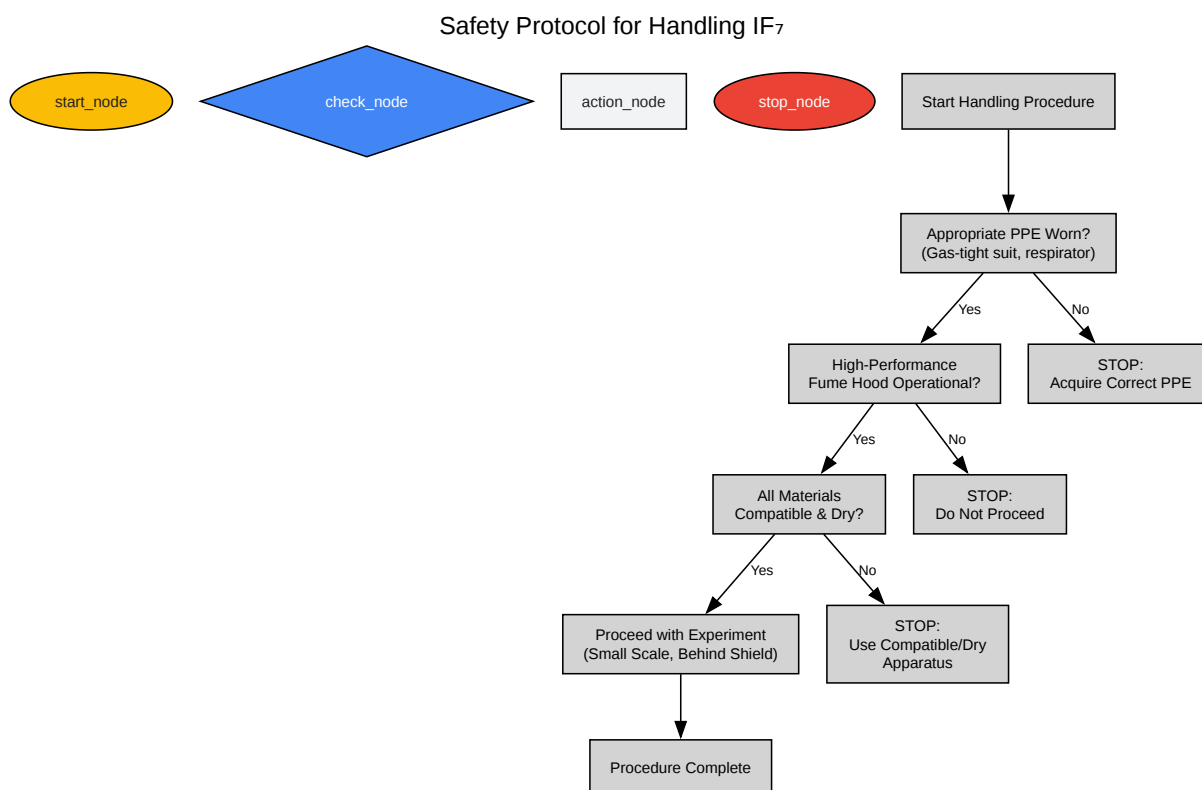 Safety Protocol for Handling IF₇
start_node
check_node
action_node
stop_node
Start Handling Procedure
Appropriate PPE Worn?
(Gas-tight suit, respirator)
Yes
No
High-Performance
Fume Hood Operational?
STOP:
Acquire Correct PPE
Yes
No
All Materials
Compatible & Dry?
STOP:
Do Not Proceed
Yes
No
Proceed with Experiment
(Small Scale, Behind Shield)
STOP:
Use Compatible/Dry
Apparatus
Procedure Complete